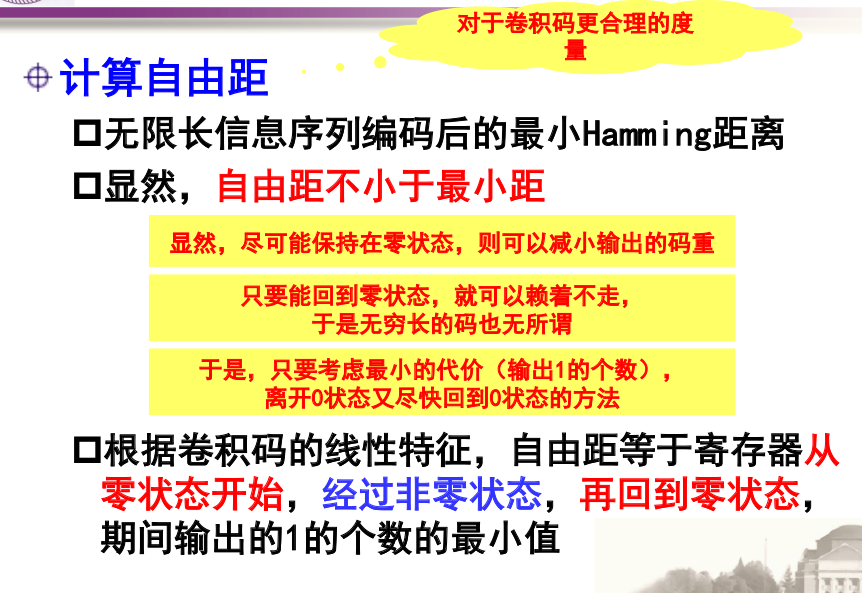 对于卷积码更合理的度
量
计算自由距
无限长信息序列编码后的最小Hamming距离
显然，自由距不小于最小距
显然，尽可能保持在零状态，则可以减小输出的码重
只要能回到零状态，就可以赖着不走，
于是无穷长的码也无所谓
于是，只要考虑最小的代价（输出1的个数），
离开0状态又尽快回到0状态的方法
根据卷积码的线性特征，自由距等于寄存器从
零状态开始，经过非零状态，再回到零状态，
期间输出的1的个数的最小值